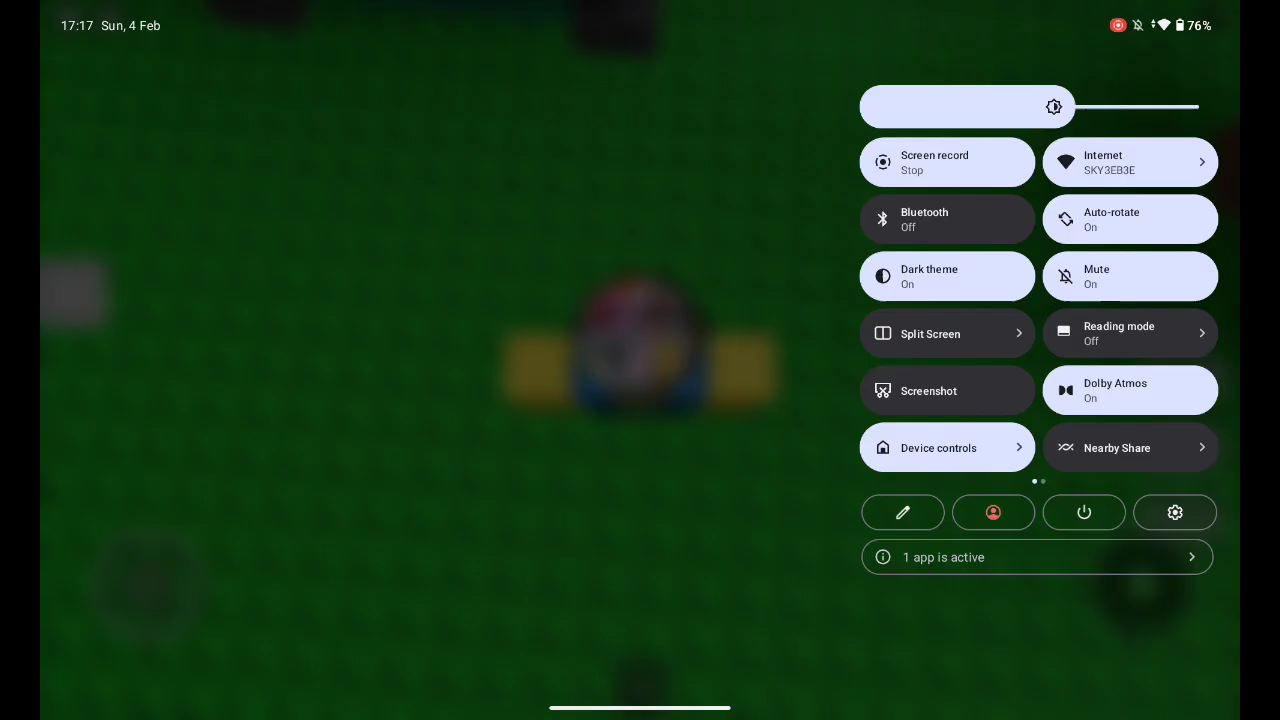 17:17 Sun, 4 Feb
76%
Screen record
Stop
Internet
SKY3EB3E
Bluetooth
Off
Auto-rotate
On
Dark theme
On
Mute
On
Split Screen
Reading mode
Off
Screenshot
Dolby Atmos
On
Device controls
Nearby Share
1 app is active